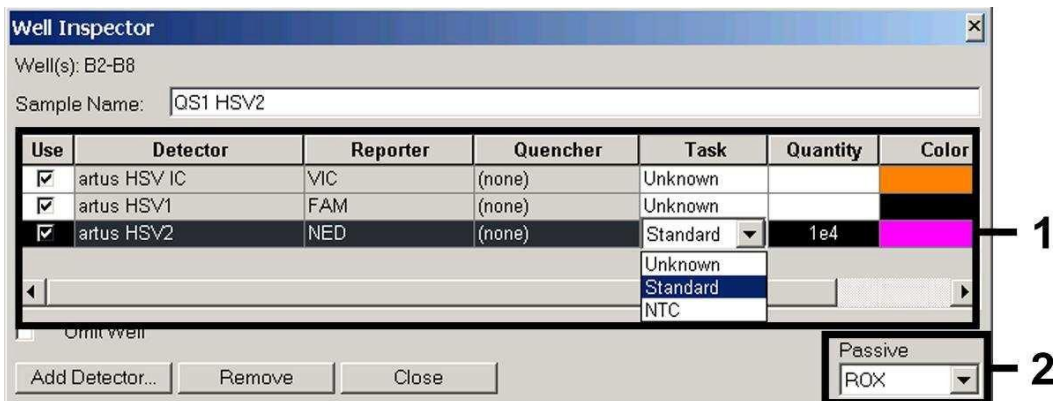 Well Inspector
Well(s): B2-B8
Sample Name: QS1 HSV2
Use Detector Reporter Quencher Task Quantity Color
artus HSV IC VIC (none) Unknown
artus HSV1 FAM (none) Unknown
artus HSV2 NED (none) Standard 1e4
1
Unknown
Standard
NTC
Omit Well
Passive
Add Detector... Remove Close ROX
2